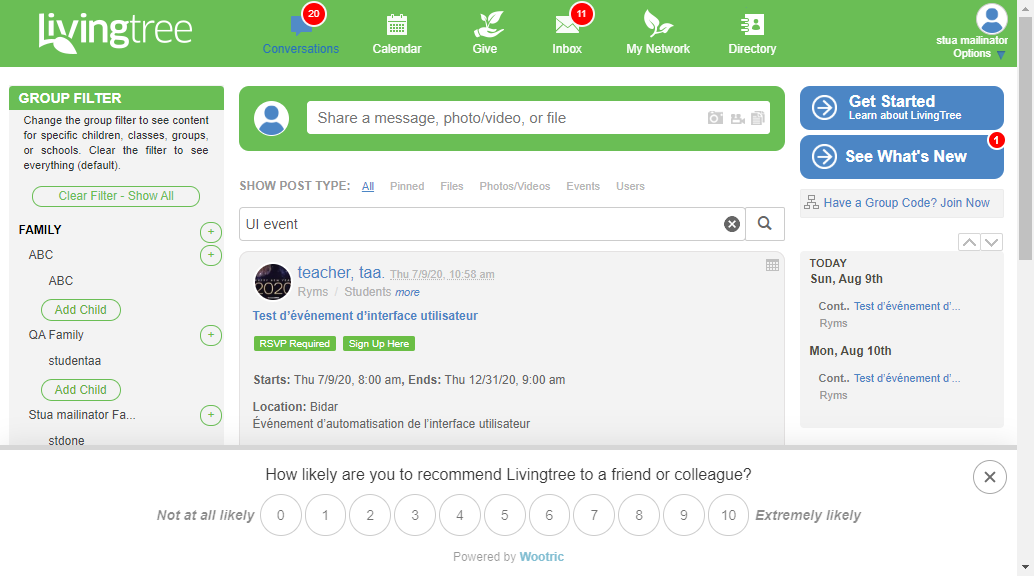 livingtree
20
Conversations
Calendar
Give
11
Inbox
My Network
Directory
stua mailinator
Options
GROUP FILTER
Change the group filter to see content
for specific children, classes, groups,
or schools. Clear the filter to see
everything (default).
Clear Filter - Show All
FAMILY
ABC
ABC
Add Child
QA Family
studentaa
Add Child
Stua mailinator Fa...
stdone
Share a message, photo/video, or file
SHOW POST TYPE: All Pinned Files Photos/Videos Events Users
UI event
teacher, taa. Thu 7/9/20, 10:58 am
Ryms / Students more
2020
Test d'événement d'interface utilisateur
RSVP Required Sign Up Here
Starts: Thu 7/9/20, 8:00 am, Ends: Thu 12/31/20, 9:00 am
Location: Bidar
Événement d'automatisation de l'interface utilisateur
Get Started
Learn about LivingTree
1
See What's New
Have a Group Code? Join Now
TODAY
Sun, Aug 9th
Cont.. Test d'événement d'...
Ryms
Mon, Aug 10th
Cont.. Test d'événement d'...
Ryms
How likely are you to recommend Livingtree to a friend or colleague?
Not at all likely 0 1 2 3 4 5 6 7 8 9 10 Extremely likely
Powered by Wootric